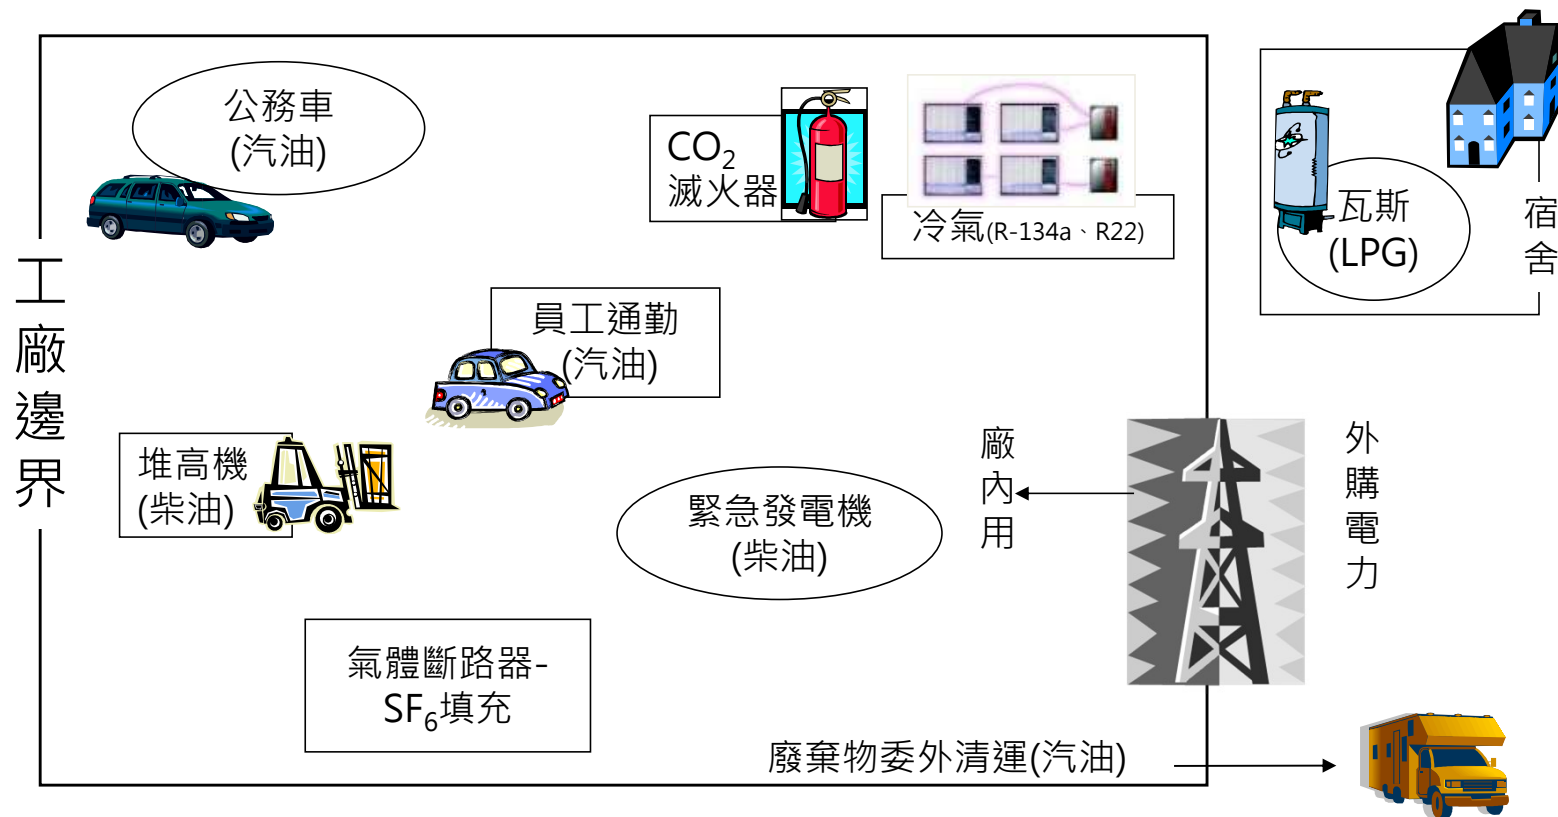 工廠邊界
公務車
(汽油)
CO₂
滅火器
冷氣(R-134a、R22)
瓦斯
(LPG)
宿舍
員工通勤
(汽油)
堆高機
(柴油)
緊急發電機
(柴油)
廠內用
外購電力
氣體斷路器-
SF₆填充
廢棄物委外清運(汽油)